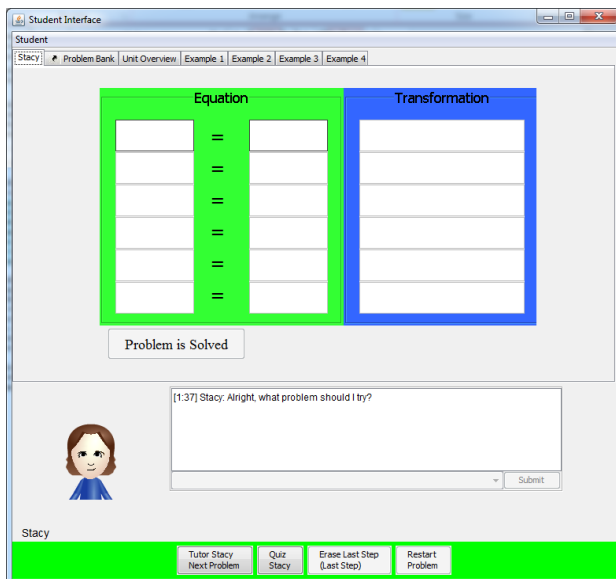 Student Interface
Student
Stacy Problem Bank Unit Overview Example 1 Example 2 Example 3 Example 4
Equation Transformation
=
=
=
=
=
=
Problem is Solved
[1:37] Stacy: Alright, what problem should I try?
Submit
Stacy
Tutor Stacy Quiz Erase Last Step Restart
Next Problem Stacy (Last Step) Problem